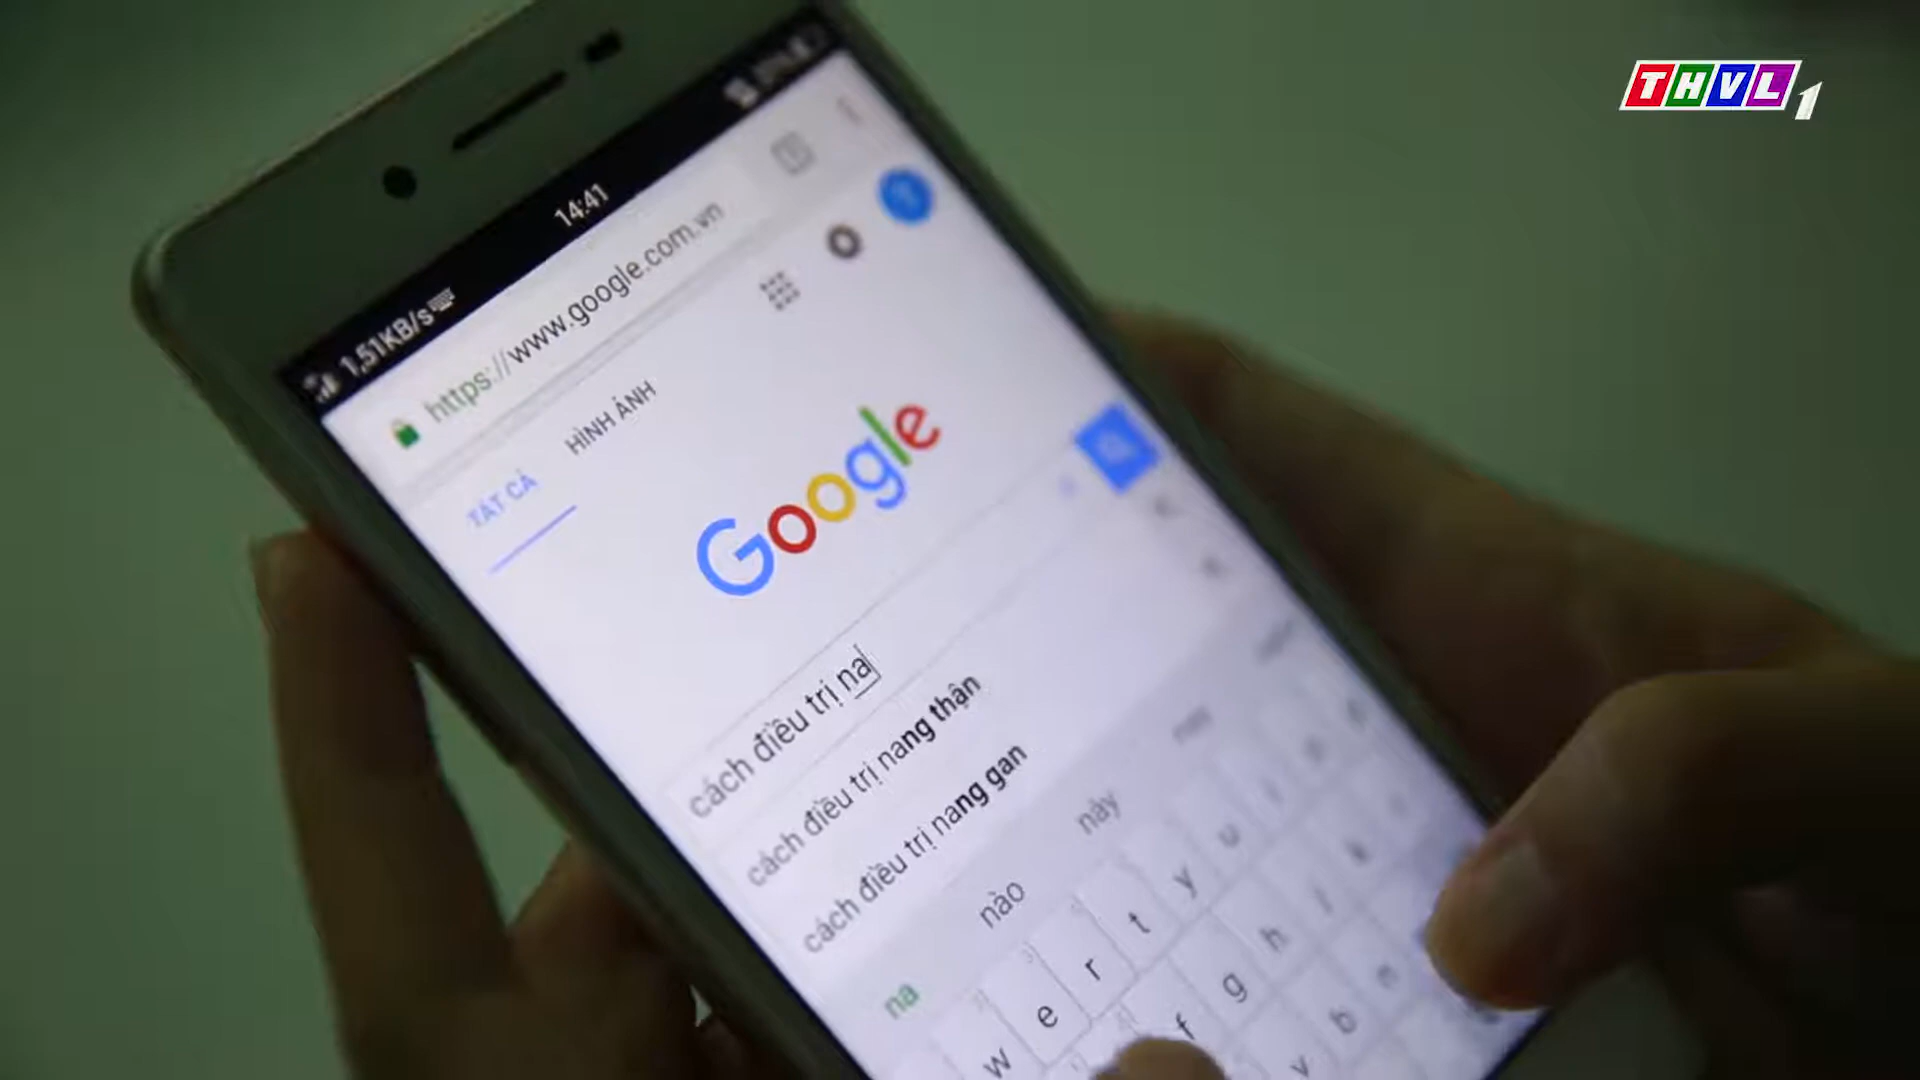 THVL1
14:41
1,51KB/s
https://www.google.com.vn
TẤT CẢ
HÌNH ẢNH
Google
cách điều trị na
cách điều trị nang thận
cách điều trị nang gan
na
nào
này
w e r t y u i
f g h j k
v b n